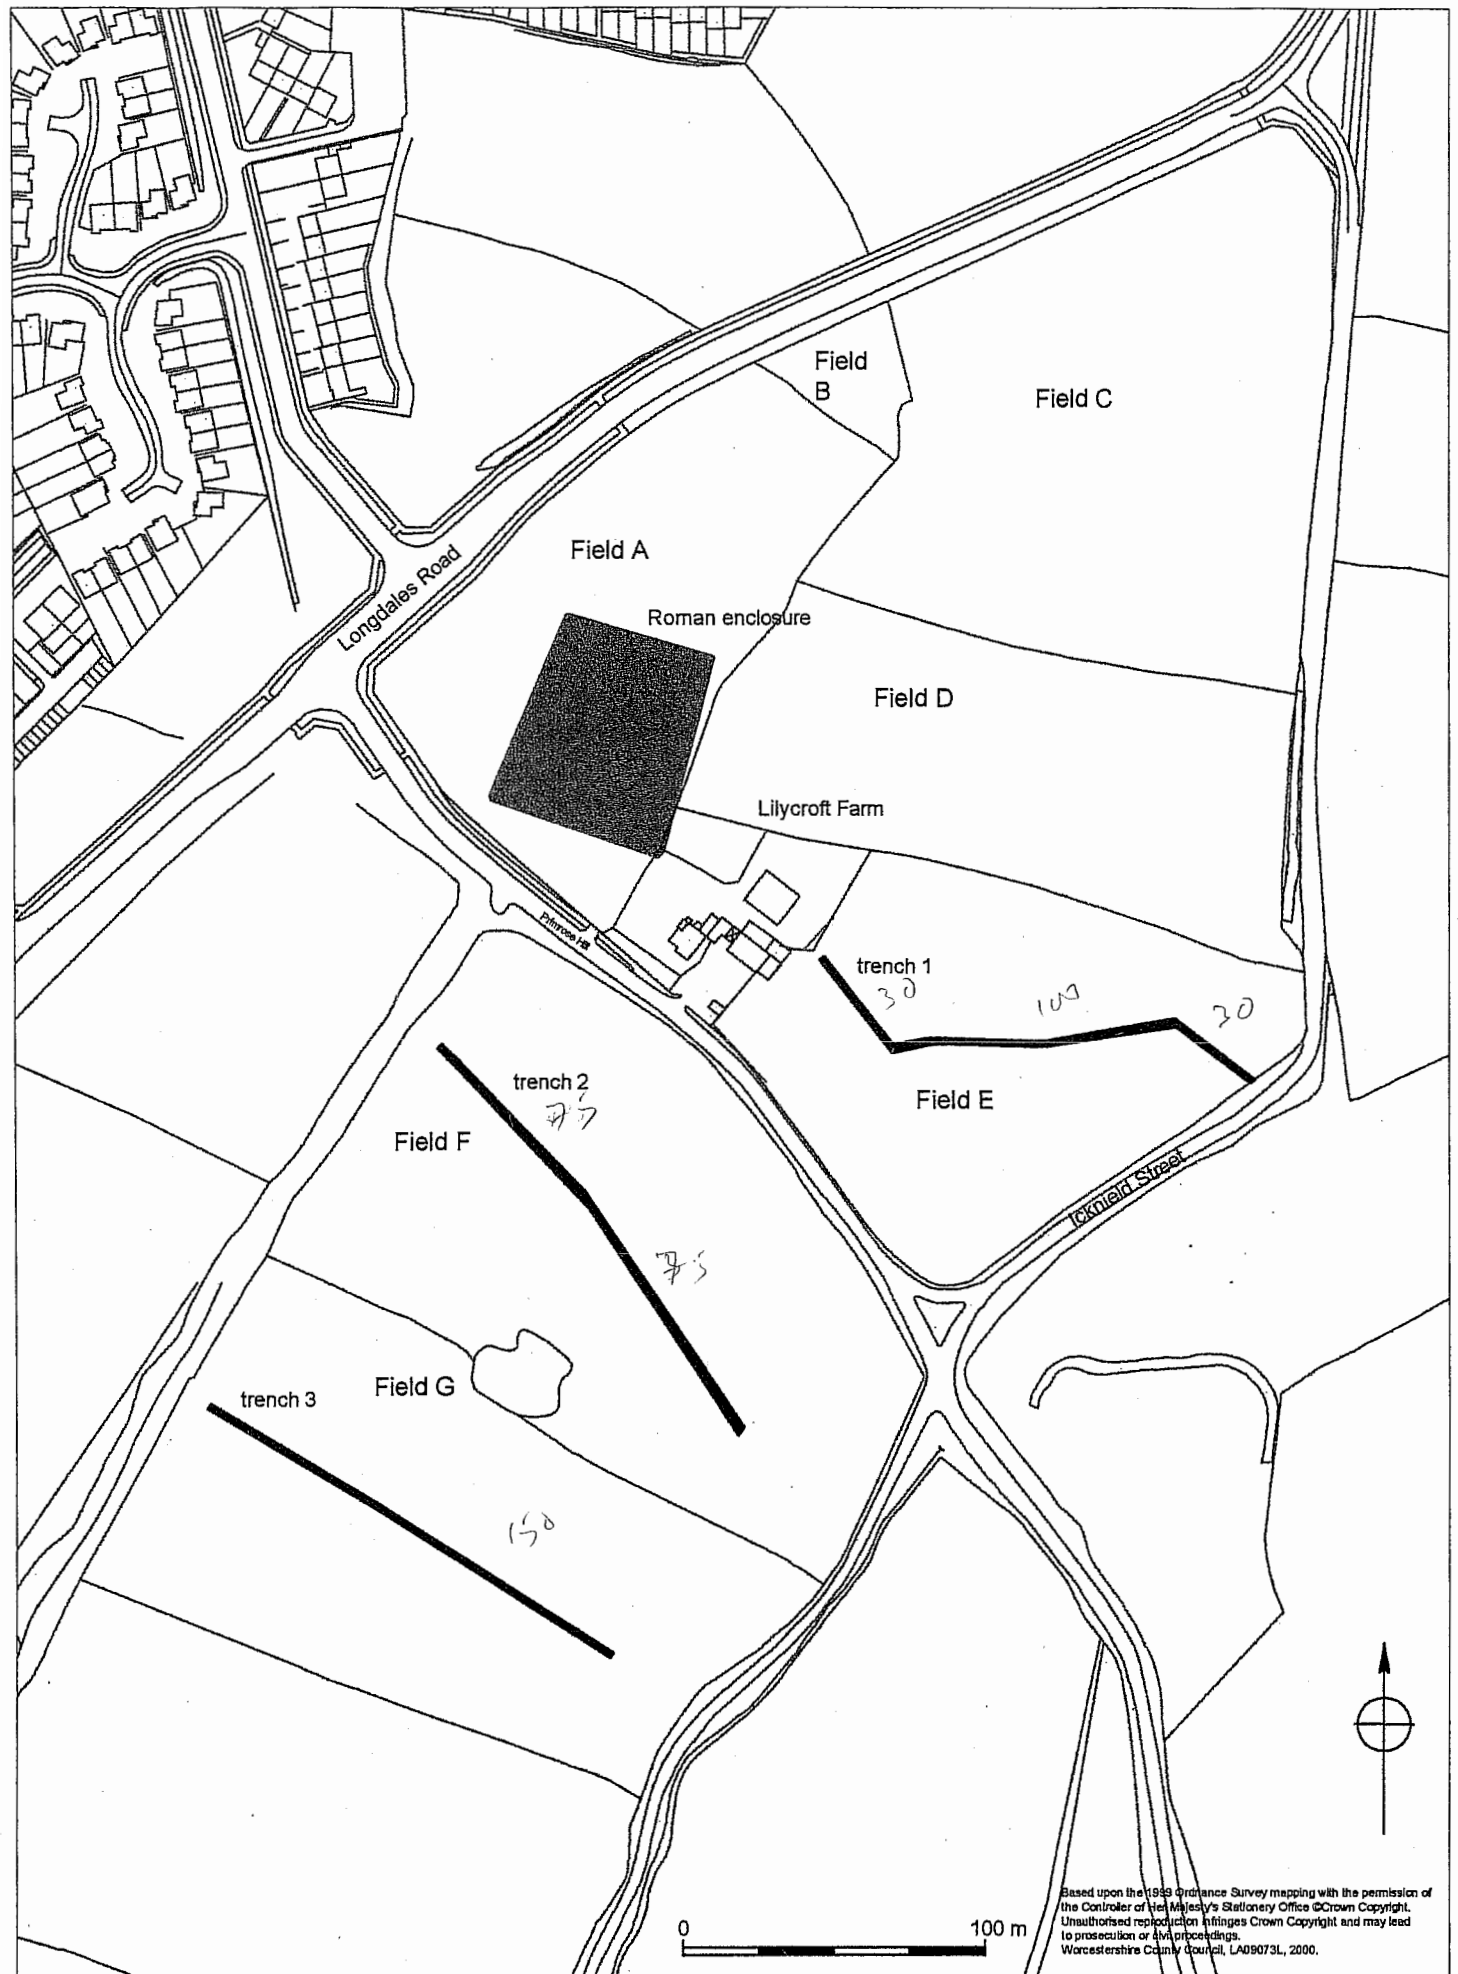 Field
B
Field C
Field A
Longdales Road
Roman enclosure
Field D
Lilycroft Farm
Primrose Hill
trench 1
30
100
30
trench 2
75
Field E
Field F
Icknield Street
75
Field G
trench 3
150
0
100 m
Based upon the 1999 Ordnance Survey mapping with the permission of
the Controller of Her Majesty's Stationery Office ©Crown Copyright.
Unauthorised reproduction infringes Crown Copyright and may lead
to prosecution or civil proceedings.
Worcestershire County Council, LA09073L, 2000.